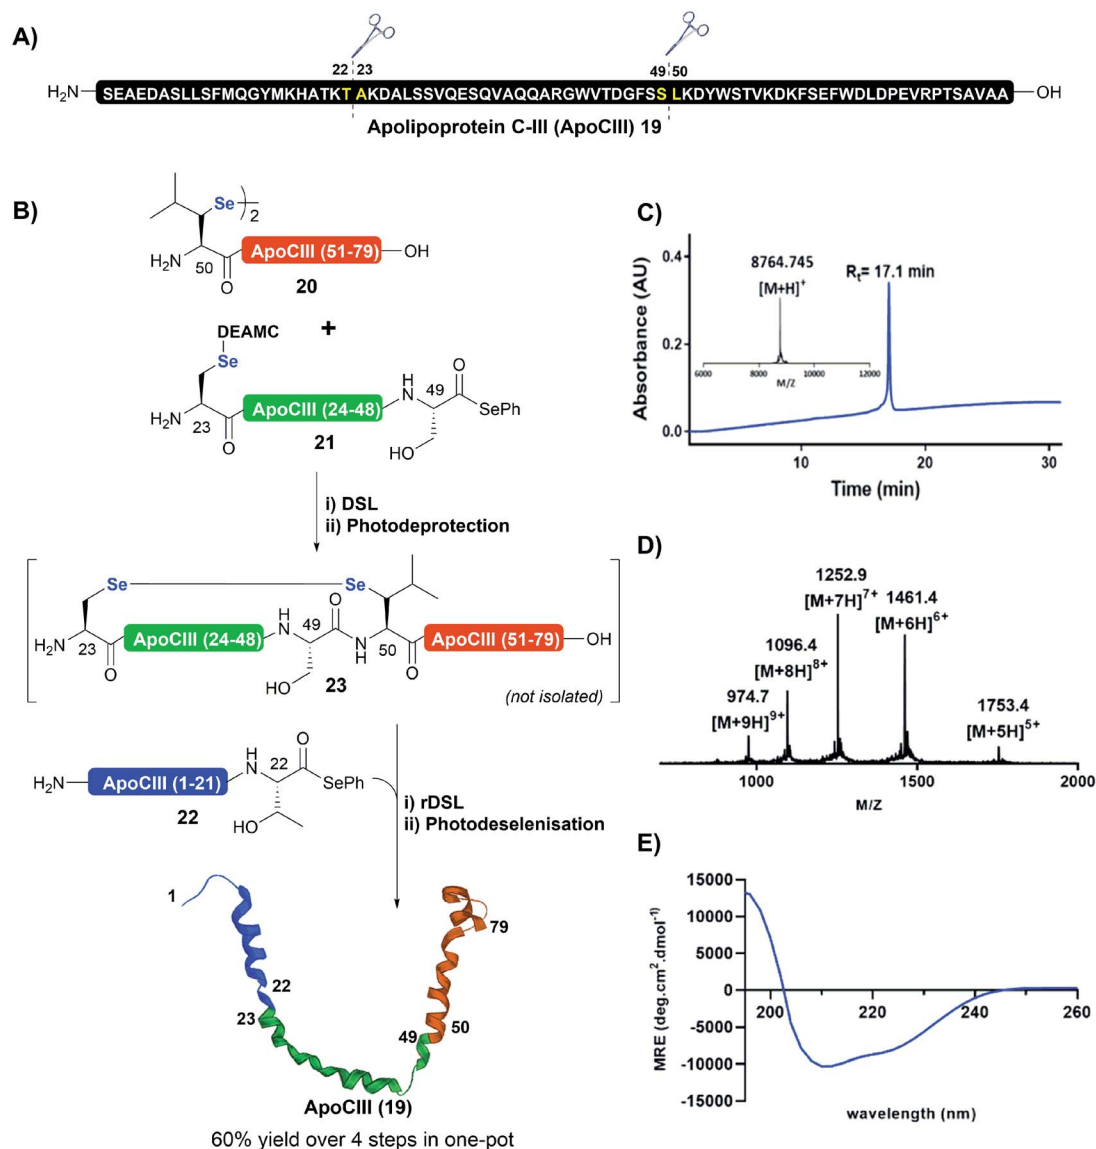 A)
22 23
49 50
H₂N SEAEDASLLSFMQGYMKHATKTAKDALSSVQESQVAQQARGWVTDGFSSLKDYWSTVKDKFSEFWDLDPEVRPTSAVAA OH
Apolipoprotein C-III (ApoCIII) 19
B)
Se
2
H₂N
50
O
ApoCIII (51-79)
OH
20
+
DEAMC
Se
H₂N
23
O
ApoCIII (24-48)
H
N
49
O
SePh
HO
21
i) DSL
ii) Photodeprotection
Se
Se
H₂N
23
O
ApoCIII (24-48)
H
N
49
O
N
H
50
O
ApoCIII (51-79)
OH
HO
23
(not isolated)
H₂N
ApoCIII (1-21)
H
N
22
O
SePh
HO
22
i) rDSL
ii) Photodeselenisation
1
22
23
49
50
79
ApoCIII (19)
60% yield over 4 steps in one-pot
C)
Absorbance (AU)
0.4
0.2
0.0
8764.745
[M+H]⁺
Rₜ= 17.1 min
6000 8000 10000 12000
M/Z
10 20 30
Time (min)
D)
1252.9
[M+7H]⁷⁺
1461.4
[M+6H]⁶⁺
1096.4
[M+8H]⁸⁺
974.7
[M+9H]⁹⁺
1753.4
[M+5H]⁵⁺
1000 1500 2000
M/Z
E)
MRE (deg.cm².dmol⁻¹)
15000
10000
5000
0
-5000
-10000
-15000
200 220 240 260
wavelength (nm)